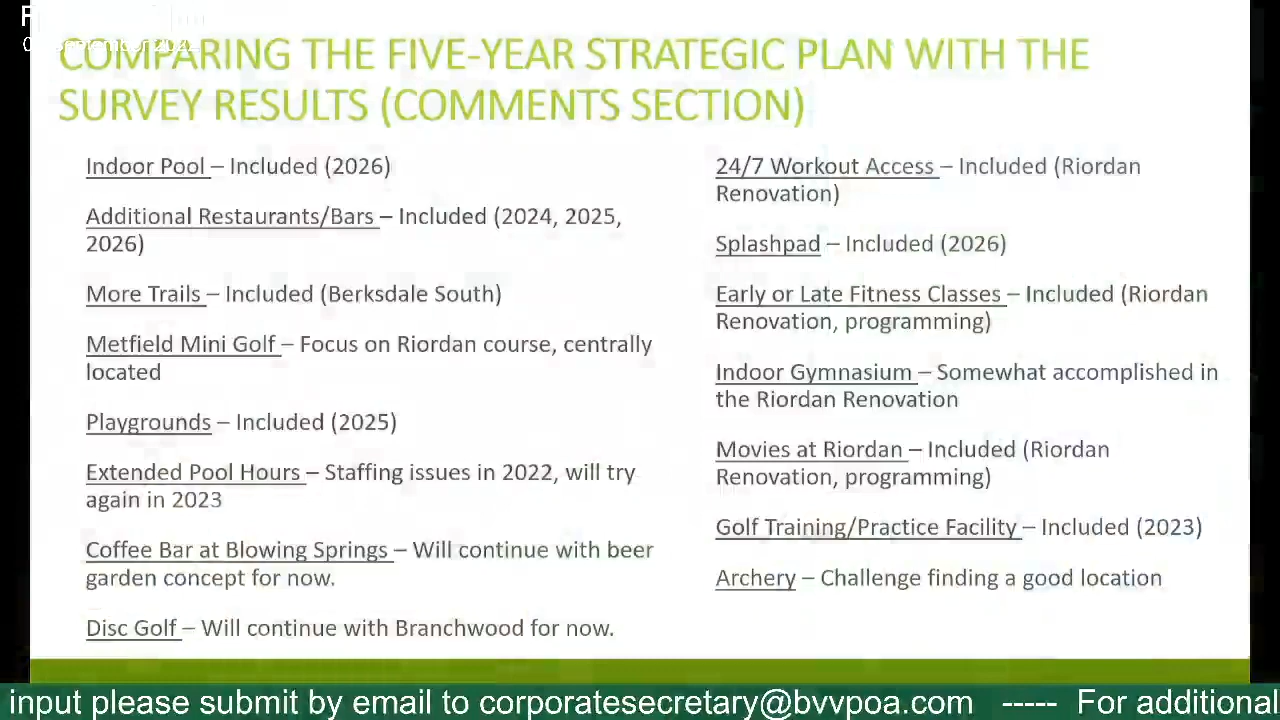 September 2022
COMPARING THE FIVE-YEAR STRATEGIC PLAN WITH THE
SURVEY RESULTS (COMMENTS SECTION)
Indoor Pool – Included (2026)
Additional Restaurants/Bars – Included (2024, 2025,
2026)
More Trails – Included (Berksdale South)
Metfield Mini Golf – Focus on Riordan course, centrally
located
Playgrounds – Included (2025)
Extended Pool Hours – Staffing issues in 2022, will try
again in 2023
Coffee Bar at Blowing Springs – Will continue with beer
garden concept for now.
Disc Golf – Will continue with Branchwood for now.
24/7 Workout Access – Included (Riordan
Renovation)
Splashpad – Included (2026)
Early or Late Fitness Classes – Included (Riordan
Renovation, programming)
Indoor Gymnasium – Somewhat accomplished in
the Riordan Renovation
Movies at Riordan – Included (Riordan
Renovation, programming)
Golf Training/Practice Facility – Included (2023)
Archery – Challenge finding a good location
input please submit by email to corporatesecretary@bvvpoa.com ----- For additional